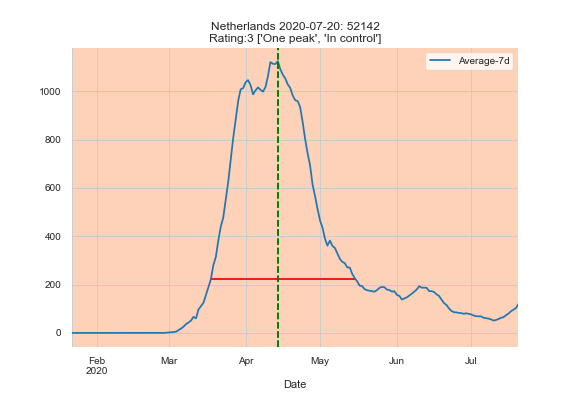 Netherlands 2020-07-20: 52142
Rating:3 ['One peak', 'In control']
Average-7d
1000
800
600
400
200
0
Feb Mar Apr May Jun Jul
2020
Date